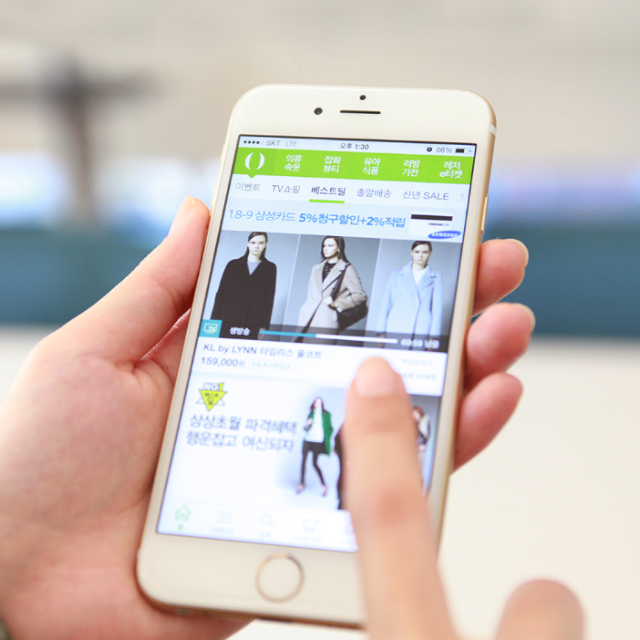 SKT LTE
오후 1:30
66%
의류 속옷
잡화 뷰티
유아 식품
리빙 가전
레저 e티켓
이벤트 TV쇼핑 베스트딜 총알배송 신년 SALE
1.8-9 삼성카드 5%청구할인+2%적립
SAMSUNG
생방송
KL by LYNN 타임리스 울코트
159,000원
NO.1
상상초월 파격혜택
행운잡고 여신되자